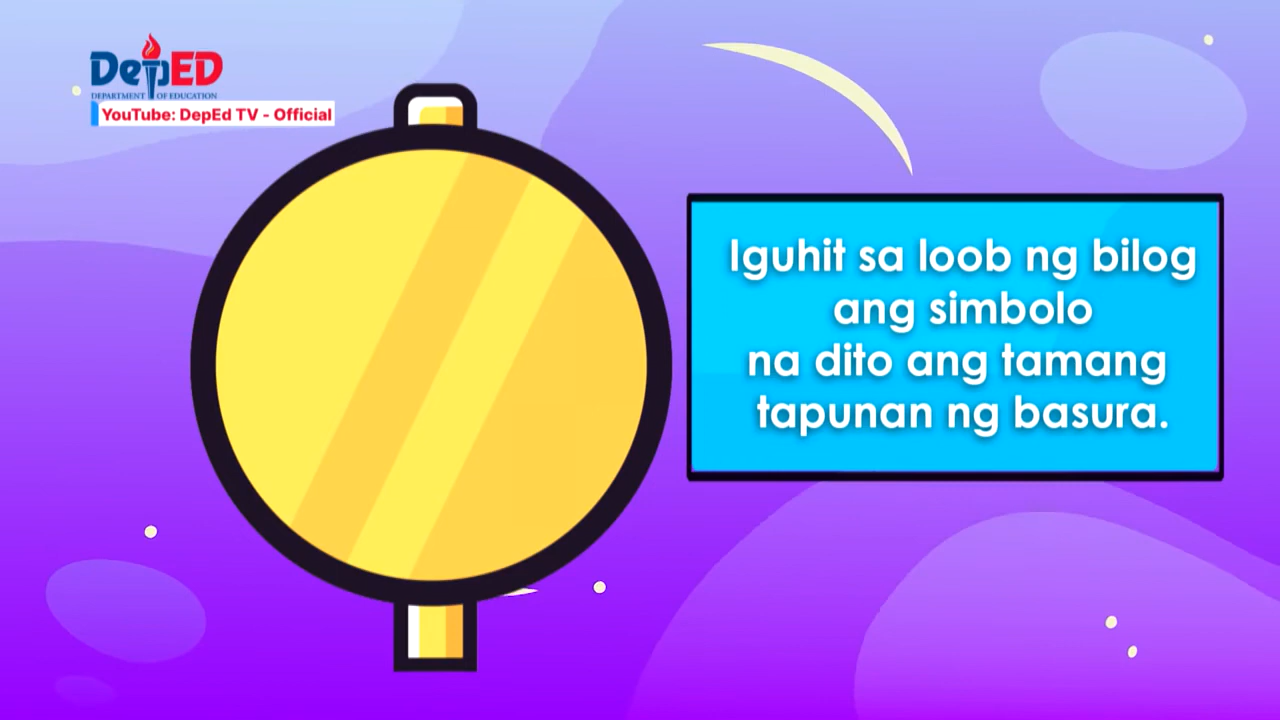 DepED
DEPARTMENT OF EDUCATION
YouTube: DepEd TV - Official
Iguhit sa loob ng bilog
ang simbolo
na dito ang tamang
tapunan ng basura.